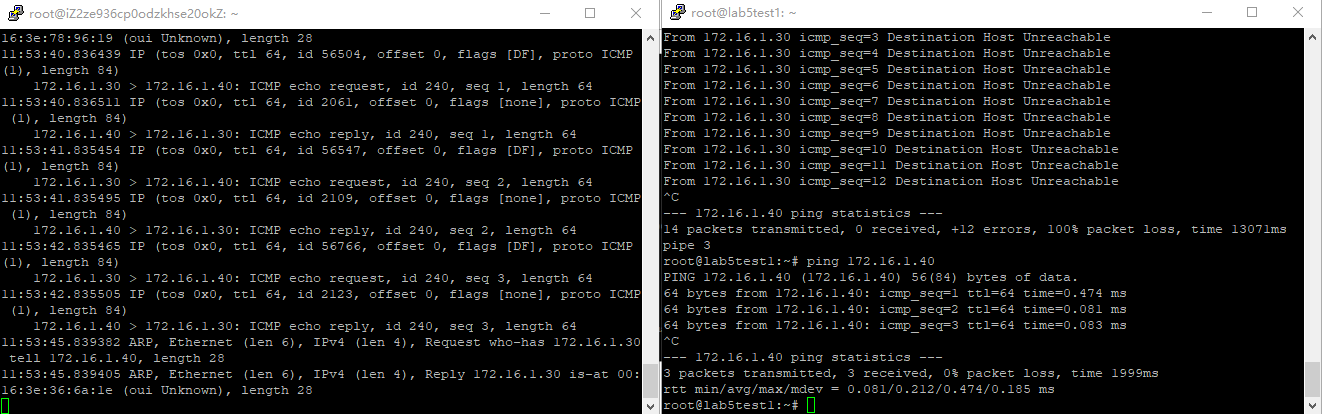 root@iZ2ze936cp0odzkhse20okZ: ~
16:3e:78:96:19 (oui Unknown), length 28
11:53:40.836439 IP (tos 0x0, ttl 64, id 56504, offset 0, flags [DF], proto ICMP
(1), length 84)
172.16.1.30 > 172.16.1.40: ICMP echo request, id 240, seq 1, length 64
11:53:40.836511 IP (tos 0x0, ttl 64, id 2061, offset 0, flags [none], proto ICMP
(1), length 84)
172.16.1.40 > 172.16.1.30: ICMP echo reply, id 240, seq 1, length 64
11:53:41.835454 IP (tos 0x0, ttl 64, id 56547, offset 0, flags [DF], proto ICMP
(1), length 84)
172.16.1.30 > 172.16.1.40: ICMP echo request, id 240, seq 2, length 64
11:53:41.835495 IP (tos 0x0, ttl 64, id 2109, offset 0, flags [none], proto ICMP
(1), length 84)
172.16.1.40 > 172.16.1.30: ICMP echo reply, id 240, seq 2, length 64
11:53:42.835465 IP (tos 0x0, ttl 64, id 56766, offset 0, flags [DF], proto ICMP
(1), length 84)
172.16.1.30 > 172.16.1.40: ICMP echo request, id 240, seq 3, length 64
11:53:42.835505 IP (tos 0x0, ttl 64, id 2123, offset 0, flags [none], proto ICMP
(1), length 84)
172.16.1.40 > 172.16.1.30: ICMP echo reply, id 240, seq 3, length 64
11:53:45.839382 ARP, Ethernet (len 6), IPv4 (len 4), Request who-has 172.16.1.30
tell 172.16.1.40, length 28
11:53:45.839405 ARP, Ethernet (len 6), IPv4 (len 4), Reply 172.16.1.30 is-at 00:
16:3e:36:6a:1e (oui Unknown), length 28
root@lab5test1: ~
From 172.16.1.30 icmp_seq=3 Destination Host Unreachable
From 172.16.1.30 icmp_seq=4 Destination Host Unreachable
From 172.16.1.30 icmp_seq=5 Destination Host Unreachable
From 172.16.1.30 icmp_seq=6 Destination Host Unreachable
From 172.16.1.30 icmp_seq=7 Destination Host Unreachable
From 172.16.1.30 icmp_seq=8 Destination Host Unreachable
From 172.16.1.30 icmp_seq=9 Destination Host Unreachable
From 172.16.1.30 icmp_seq=10 Destination Host Unreachable
From 172.16.1.30 icmp_seq=11 Destination Host Unreachable
From 172.16.1.30 icmp_seq=12 Destination Host Unreachable
^C
--- 172.16.1.40 ping statistics ---
14 packets transmitted, 0 received, +12 errors, 100% packet loss, time 13071ms
pipe 3
root@lab5test1:~# ping 172.16.1.40
PING 172.16.1.40 (172.16.1.40) 56(84) bytes of data.
64 bytes from 172.16.1.40: icmp_seq=1 ttl=64 time=0.474 ms
64 bytes from 172.16.1.40: icmp_seq=2 ttl=64 time=0.081 ms
64 bytes from 172.16.1.40: icmp_seq=3 ttl=64 time=0.083 ms
^C
--- 172.16.1.40 ping statistics ---
3 packets transmitted, 3 received, 0% packet loss, time 1999ms
rtt min/avg/max/mdev = 0.081/0.212/0.474/0.185 ms
root@lab5test1:~#